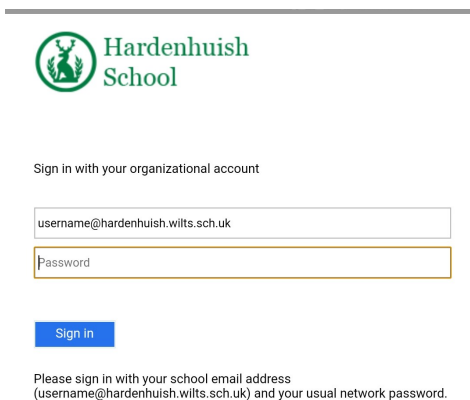 Hardenhuish
School
Sign in with your organizational account
username@hardenhuish.wilts.sch.uk
Password
Sign in
Please sign in with your school email address
(username@hardenhuish.wilts.sch.uk) and your usual network password.